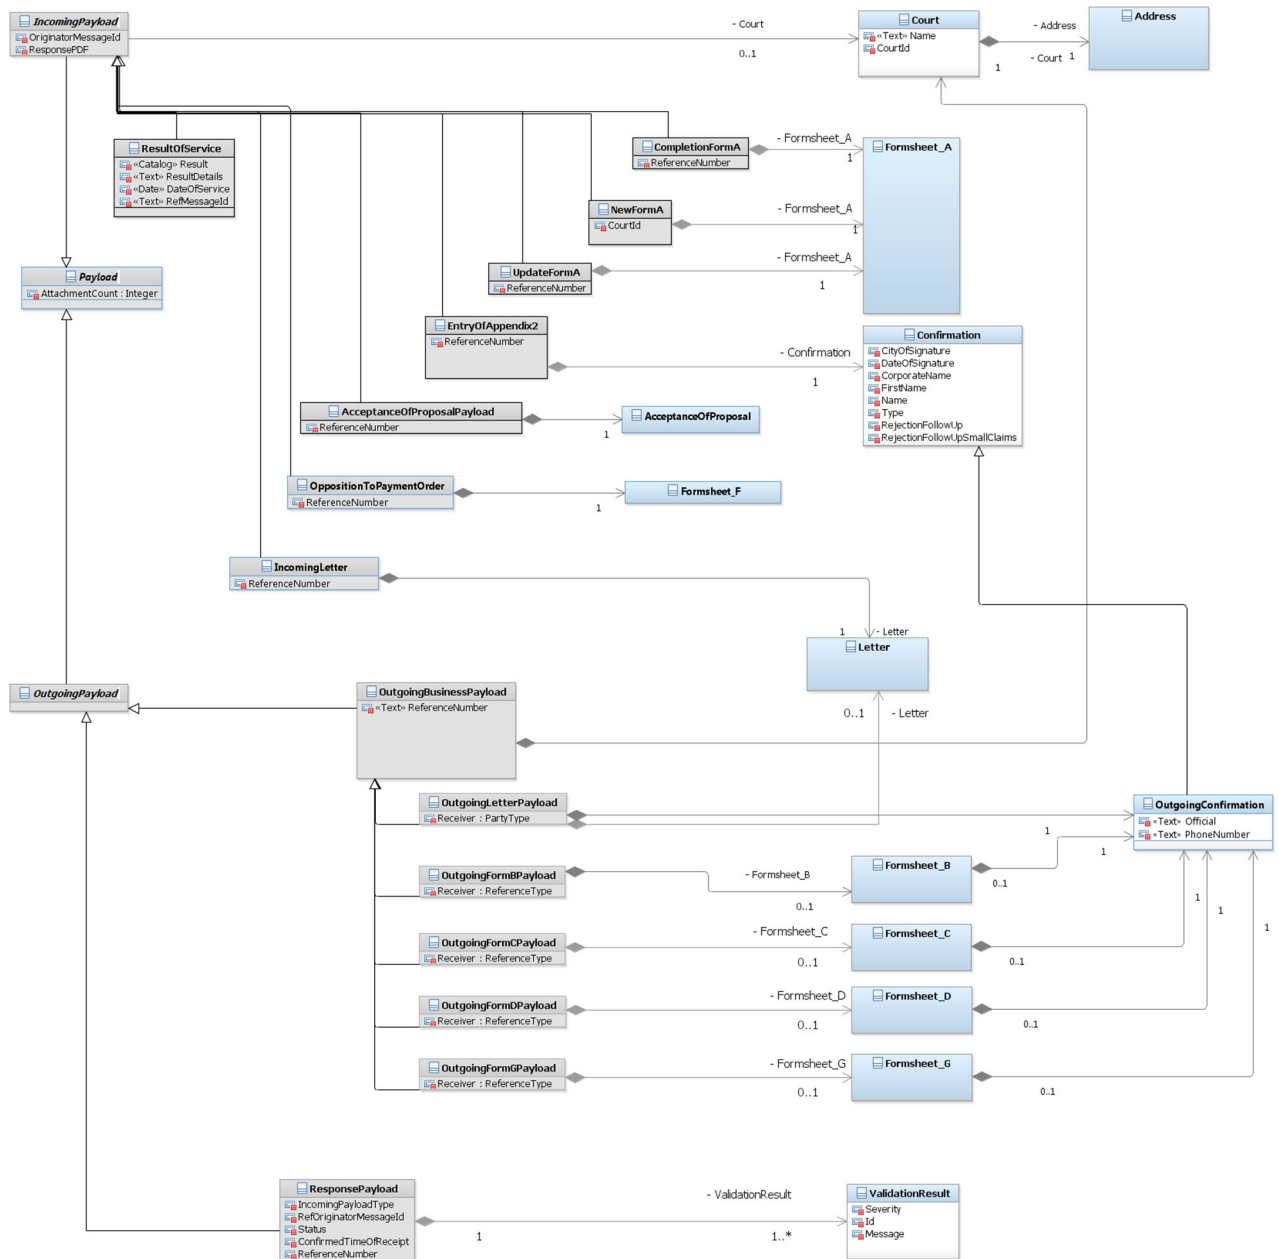 IncomingPayload
OriginatorMessageId
ResponsePDF
- Court
0..1
Court
«Text» Name
CourtId
- Address
1
- Court
1
Address
ResultOfService
«Catalog» Result
«Text» ResultDetails
«Date» DateOfService
«Text» RefMessageId
CompletionFormA
ReferenceNumber
- Formsheet_A
1
Formsheet_A
NewFormA
CourtId
- Formsheet_A
1
UpdateFormA
ReferenceNumber
- Formsheet_A
1
Payload
AttachmentCount : Integer
EntryOfAppendix2
ReferenceNumber
- Confirmation
1
Confirmation
CityOfSignature
DateOfSignature
CorporateName
FirstName
Name
Type
RejectionFollowUp
RejectionFollowUpSmallClaims
AcceptanceOfProposalPayload
ReferenceNumber
1
AcceptanceOfProposal
OppositionToPaymentOrder
ReferenceNumber
1
Formsheet_F
IncomingLetter
ReferenceNumber
1
- Letter
Letter
0..1
- Letter
OutgoingPayload
OutgoingBusinessPayload
«Text» ReferenceNumber
OutgoingLetterPayload
Receiver : PartyType
OutgoingConfirmation
«Text» Official
«Text» PhoneNumber
1
1
OutgoingFormBPayload
Receiver : ReferenceType
- Formsheet_B
0..1
Formsheet_B
0..1
1
1
1
OutgoingFormCPayload
Receiver : ReferenceType
- Formsheet_C
0..1
Formsheet_C
0..1
OutgoingFormDPayload
Receiver : ReferenceType
- Formsheet_D
0..1
Formsheet_D
0..1
OutgoingFormGPayload
Receiver : ReferenceType
- Formsheet_G
0..1
Formsheet_G
0..1
ResponsePayload
IncomingPayloadType
RefOriginatorMessageId
Status
ConfirmedTimeOfReceipt
ReferenceNumber
1
- ValidationResult
1..*
ValidationResult
Severity
Id
Message